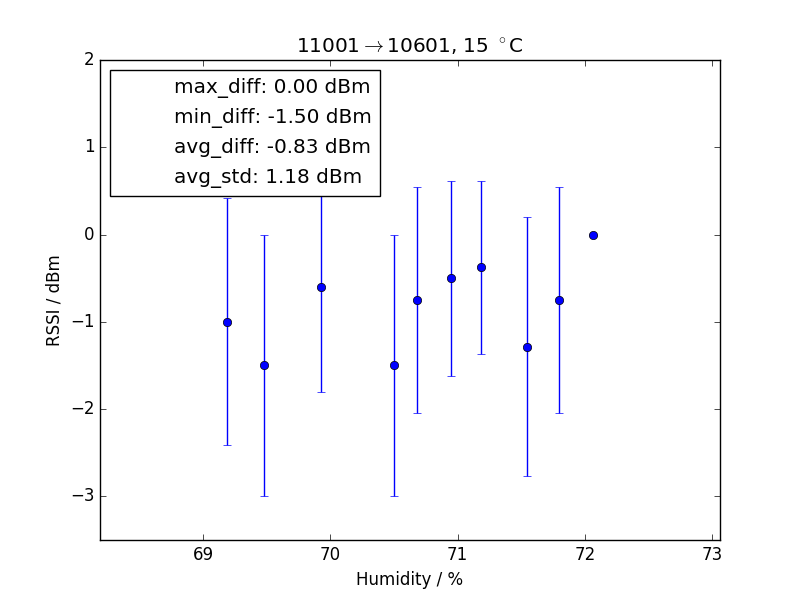 11001→10601, 15 °C
max_diff: 0.00 dBm
min_diff: -1.50 dBm
avg_diff: -0.83 dBm
avg_std: 1.18 dBm
2
1
0
−1
−2
−3
RSSI / dBm
69 70 71 72 73
Humidity / %